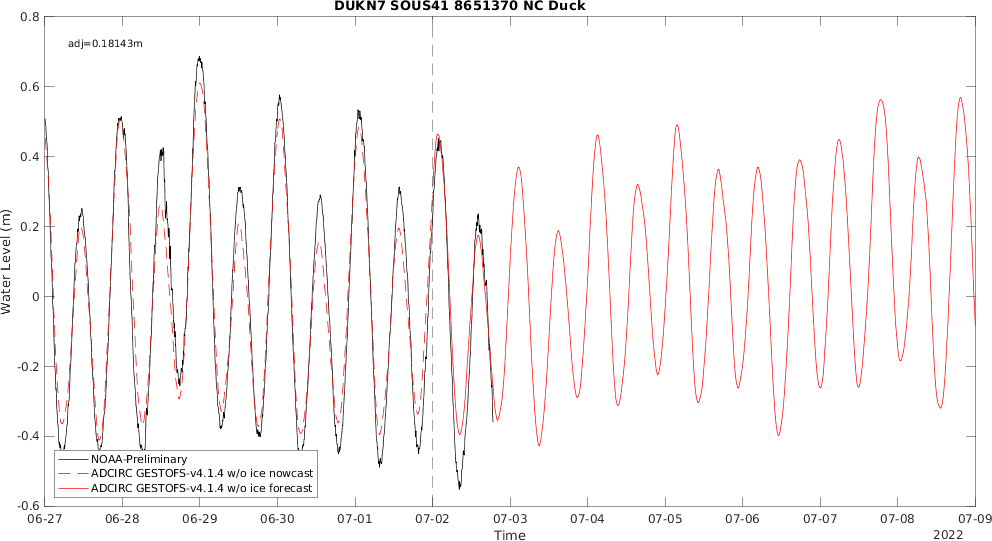 DUKN7 SOUS41 8651370 NC Duck
adj=0.18143m
0.8
0.6
0.4
0.2
0
-0.2
-0.4
-0.6
Water Level (m)
NOAA-Preliminary
ADCIRC GESTOFS-v4.1.4 w/o ice nowcast
ADCIRC GESTOFS-v4.1.4 w/o ice forecast
06-27 06-28 06-29 06-30 07-01 07-02 07-03 07-04 07-05 07-06 07-07 07-08 07-09
Time
2022